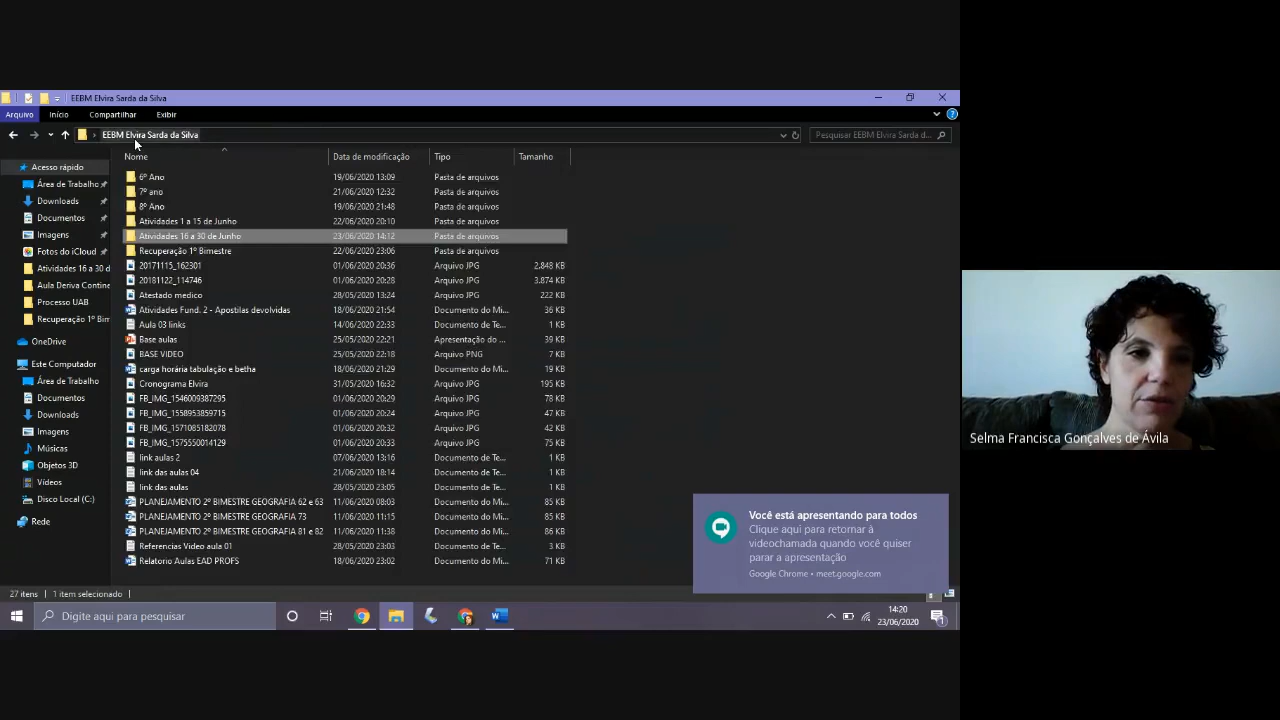 EEBM Elvira Sarda da Silva
Arquivo Início Compartilhar Exibir
EEBM Elvira Sarda da Silva Pesquisar EEBM Elvira Sarda d...
Nome Data de modificação Tipo Tamanho
Acesso rápido
Área de Trabalho
Downloads
Documentos
Imagens
Fotos do iCloud
Atividades 16 a 30 d
Aula Deriva Contine
Processo UAB
Recuperação 1º Bim
OneDrive
Este Computador
Área de Trabalho
Documentos
Downloads
Imagens
Músicas
Objetos 3D
Vídeos
Disco Local (C:)
Rede
6º Ano 19/06/2020 13:09 Pasta de arquivos
7º ano 21/06/2020 12:32 Pasta de arquivos
8º Ano 19/06/2020 21:48 Pasta de arquivos
Atividades 1 a 15 de Junho 22/06/2020 20:10 Pasta de arquivos
Atividades 16 a 30 de Junho 23/06/2020 14:12 Pasta de arquivos
Recuperação 1º Bimestre 22/06/2020 23:06 Pasta de arquivos
20171115_162301 01/06/2020 20:36 Arquivo JPG 2.848 KB
20181122_114746 01/06/2020 20:28 Arquivo JPG 3.874 KB
Atestado medico 28/05/2020 13:24 Arquivo JPG 222 KB
Atividades Fund. 2 - Apostilas devolvidas 18/06/2020 21:54 Documento do Mi... 36 KB
Aula 03 links 14/06/2020 22:33 Documento de Te... 1 KB
Base aulas 25/05/2020 22:21 Apresentação do ... 39 KB
BASE VIDEO 25/05/2020 22:18 Arquivo PNG 7 KB
carga horária tabulação e betha 18/06/2020 21:29 Documento do Mi... 19 KB
Cronograma Elvira 31/05/2020 16:32 Arquivo JPG 195 KB
FB_IMG_1546009387295 01/06/2020 20:29 Arquivo JPG 78 KB
FB_IMG_1558953859715 01/06/2020 20:24 Arquivo JPG 47 KB
FB_IMG_1571085182078 01/06/2020 20:32 Arquivo JPG 42 KB
FB_IMG_1575550014129 01/06/2020 20:33 Arquivo JPG 75 KB
link aulas 2 07/06/2020 13:16 Documento de Te... 1 KB
link das aulas 04 21/06/2020 18:14 Documento de Te... 1 KB
link das aulas 28/05/2020 23:05 Documento de Te... 1 KB
PLANEJAMENTO 2º BIMESTRE GEOGRAFIA 62 e 63 11/06/2020 08:03 Documento do Mi... 85 KB
PLANEJAMENTO 2º BIMESTRE GEOGRAFIA 73 11/06/2020 11:15 Documento do Mi... 85 KB
PLANEJAMENTO 2º BIMESTRE GEOGRAFIA 81 e 82 11/06/2020 11:38 Documento do Mi... 86 KB
Referencias Video aula 01 28/05/2020 23:03 Documento de Te... 3 KB
Relatorio Aulas EAD PROFS 18/06/2020 23:02 Documento do Mi... 71 KB
Você está apresentando para todos
Clique aqui para retornar à
videochamada quando você quiser
parar a apresentação
Google Chrome • meet.google.com
27 itens 1 item selecionado
Digite aqui para pesquisar
14:20
23/06/2020
Selma Francisca Gonçalves de Ávila